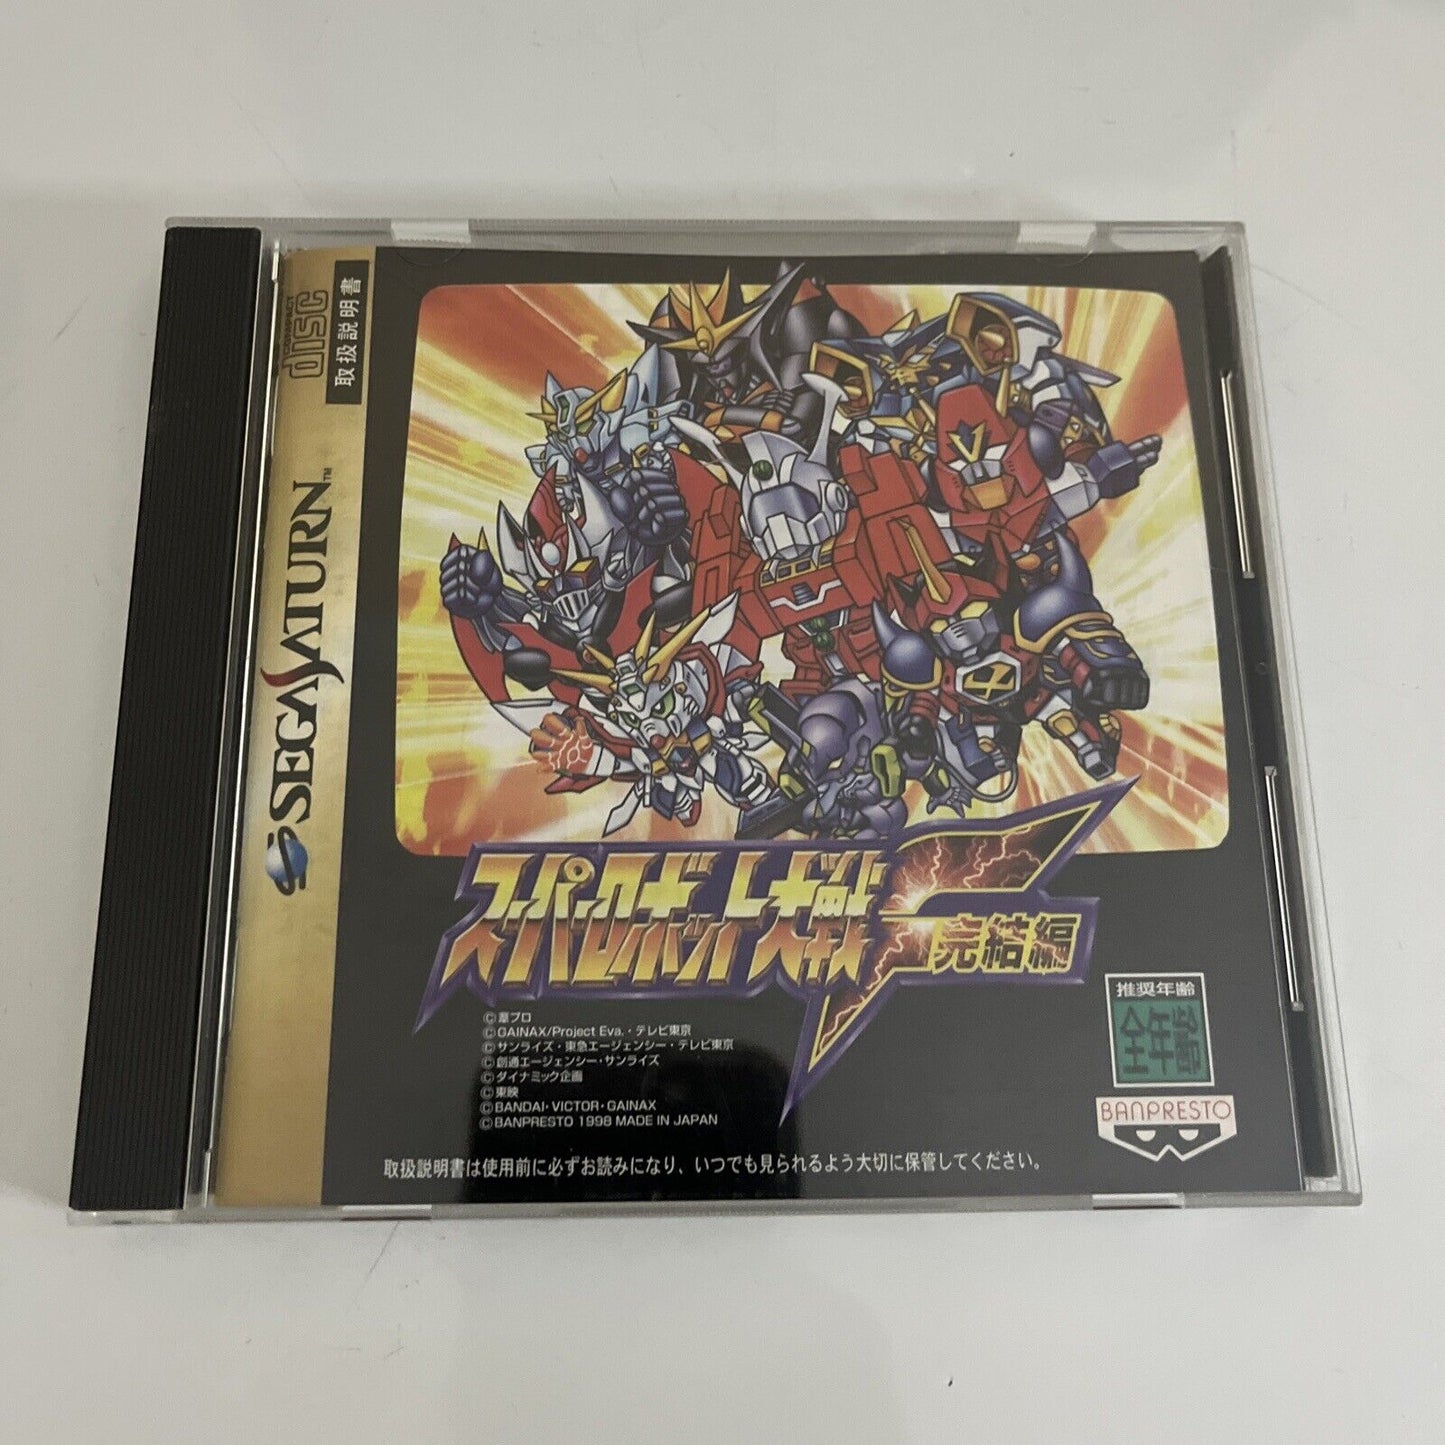 取扱説明書
COMPACT
disc
SEGA SATURN™
V
スーパーロボット大戦F
完結編
©葦プロ
©GAINAX/Project Eva.・テレビ東京
©サンライズ・東急エージェンシー・テレビ東京
©創通エージェンシー・サンライズ
©ダイナミック企画
©東映
©BANDAI・VICTOR・GAINAX
©BANPRESTO 1998 MADE IN JAPAN
推奨年齢
全年齢
BANPRESTO
取扱説明書は使用前に必ずお読みになり、いつでも見られるよう大切に保管してください。